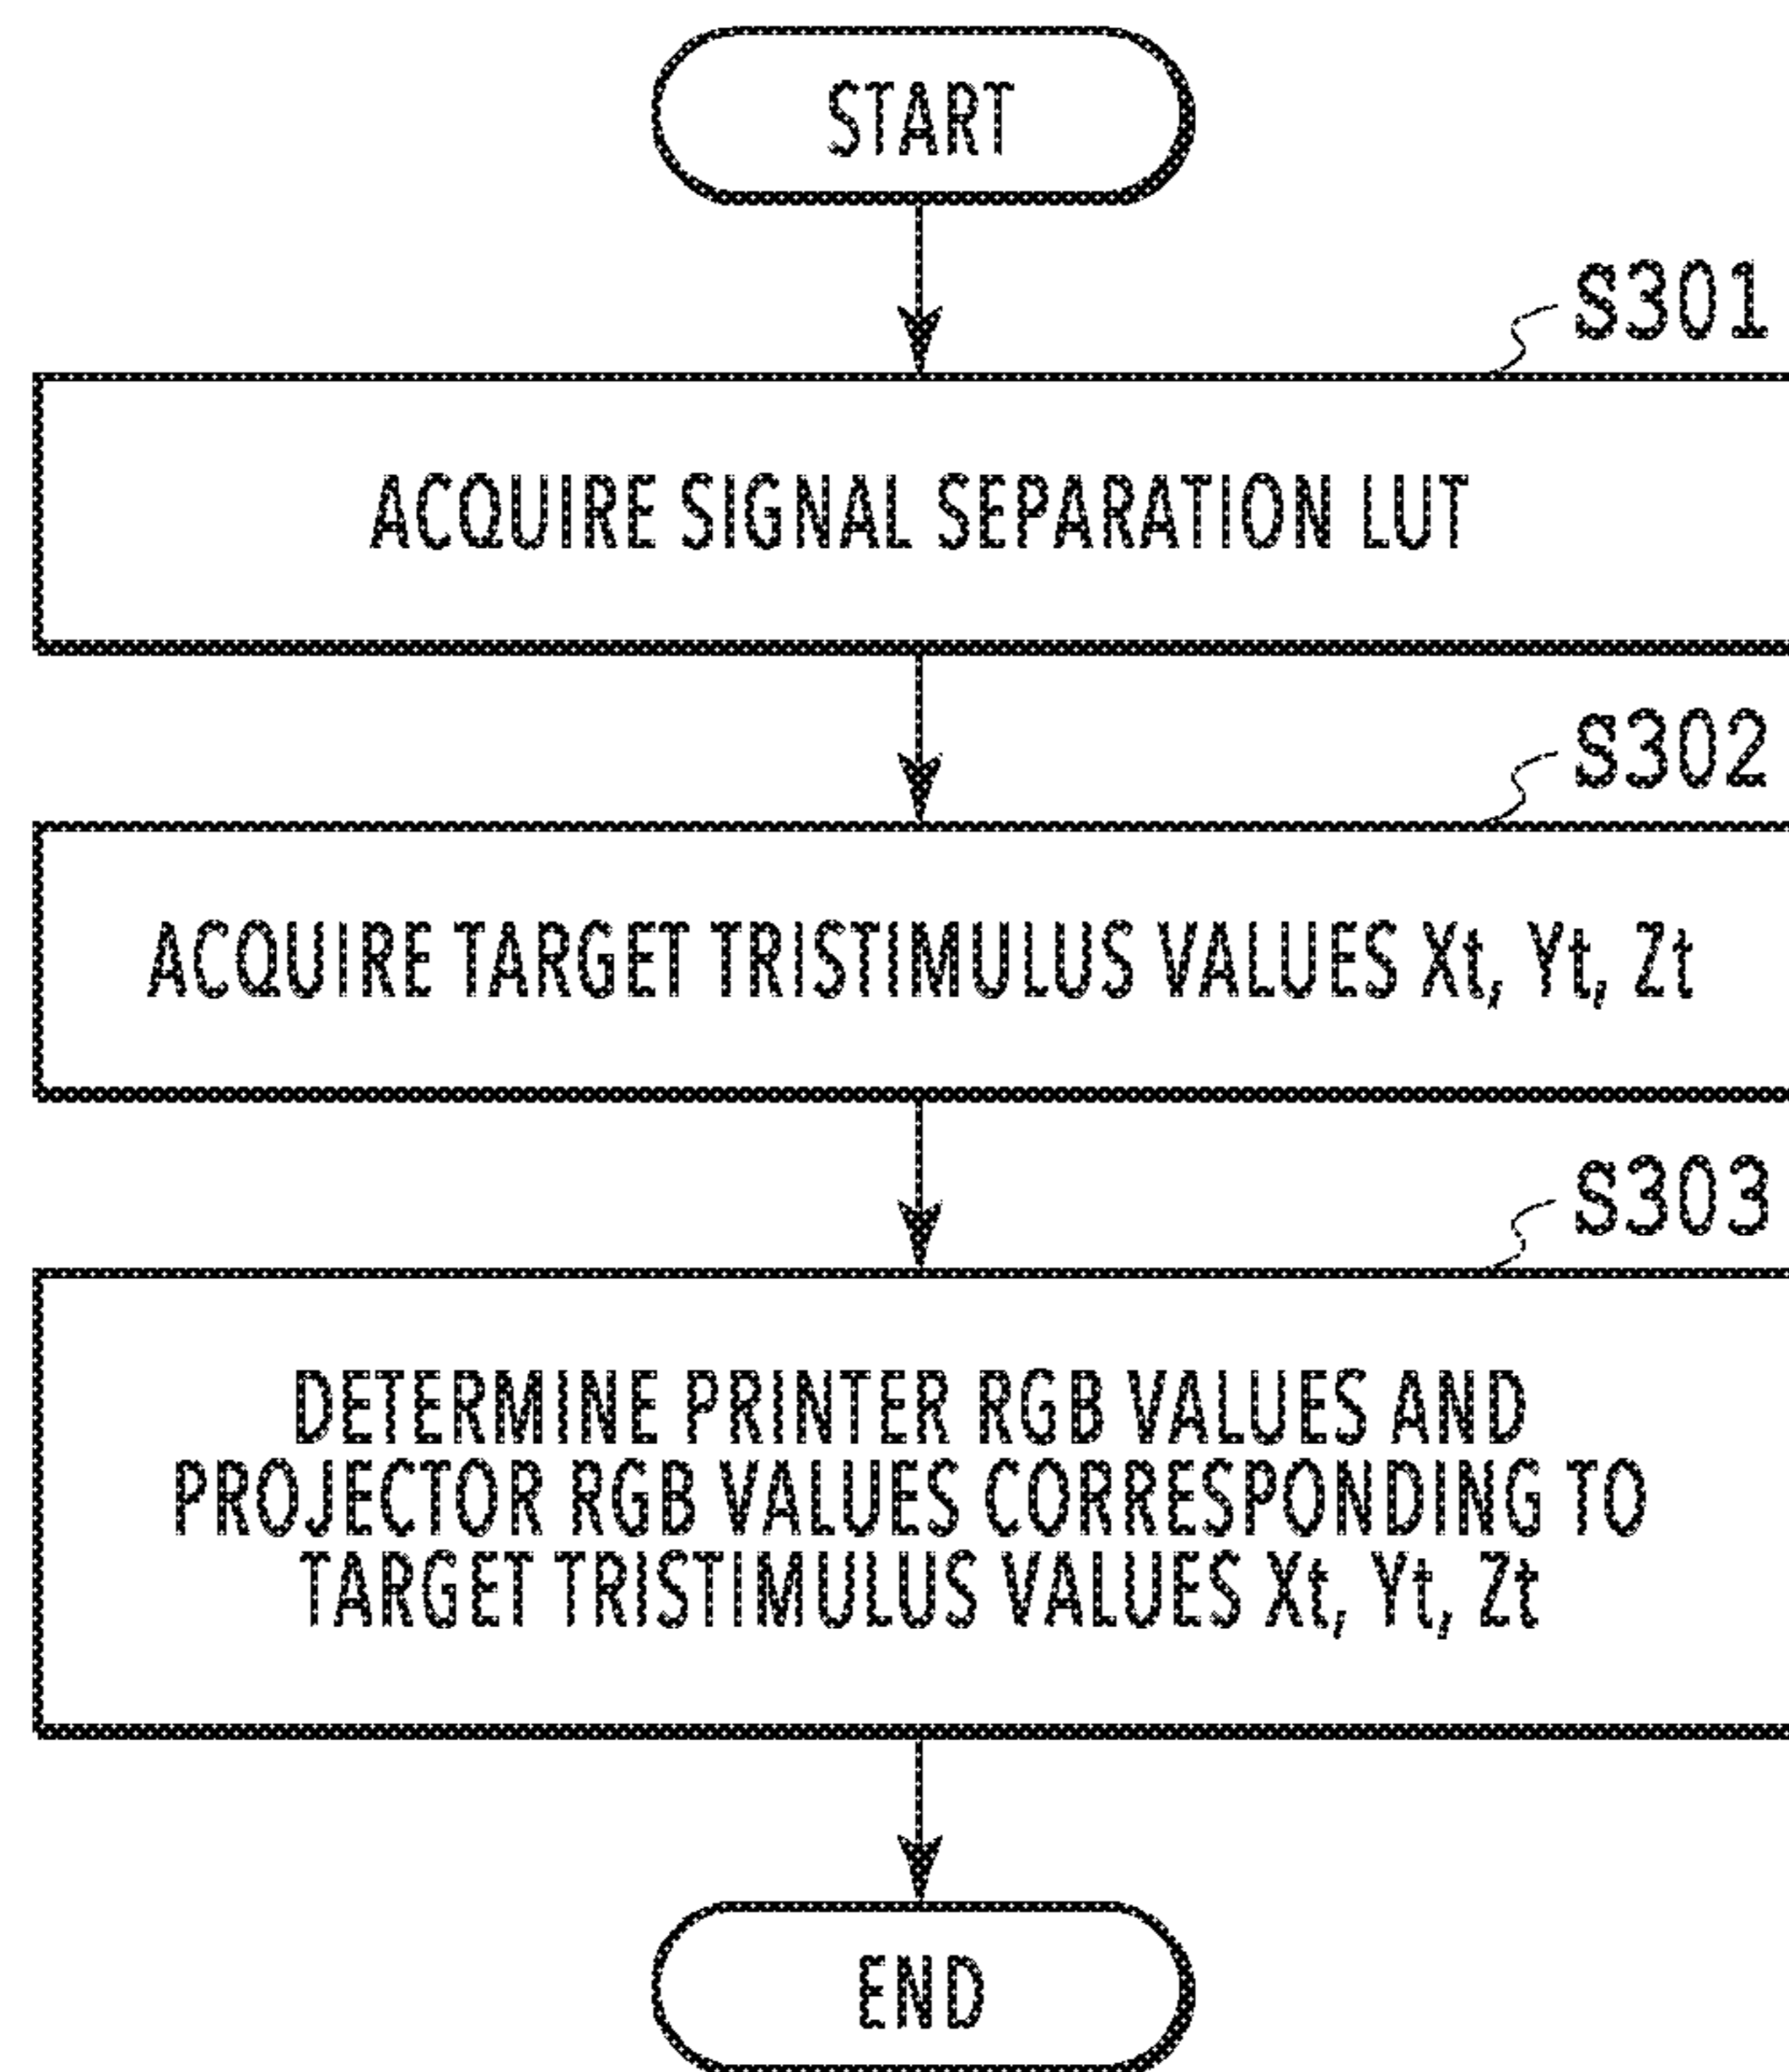 START
S301
ACQUIRE SIGNAL SEPARATION LUT
S302
ACQUIRE TARGET TRISTIMULUS VALUES Xt, Yt, Zt
S303
DETERMINE PRINTER RGB VALUES AND
PROJECTOR RGB VALUES CORRESPONDING TO
TARGET TRISTIMULUS VALUES Xt, Yt, Zt
END